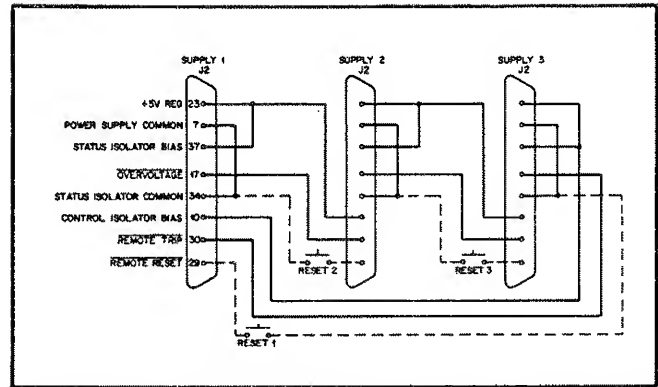 SUPPLY 1
J2
SUPPLY 2
J2
SUPPLY 3
J2
+5V REG 23
POWER SUPPLY COMMON 7
STATUS ISOLATOR BIAS 37
OVERVOLTAGE 17
STATUS ISOLATOR COMMON 34
CONTROL ISOLATOR BIAS 10
REMOTE TRIP 30
REMOTE RESET 29
RESET 2
RESET 3
RESET 1